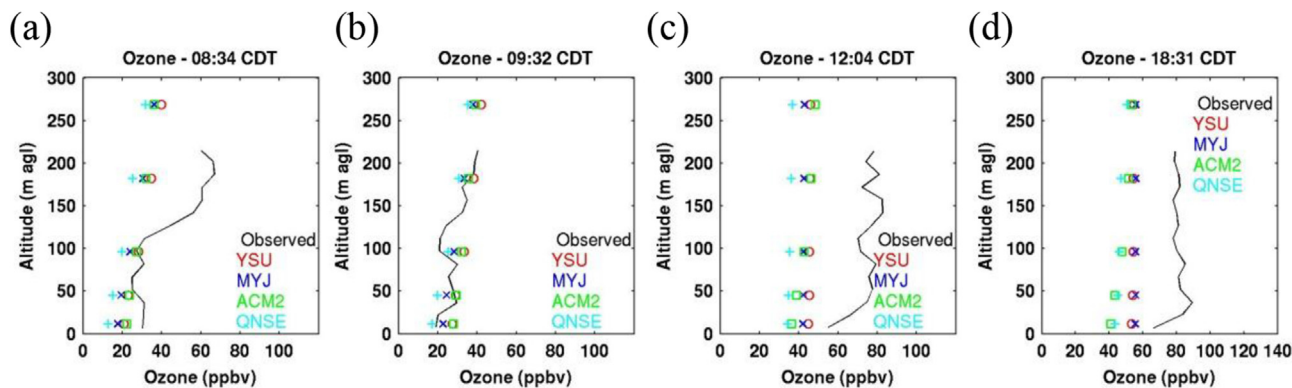 (a)
Ozone - 08:34 CDT
Altitude (m agl)
300
250
200
150
100
50
0
0 20 40 60 80 100
Ozone (ppbv)
Observed
YSU
MYJ
ACM2
QNSE
(b)
Ozone - 09:32 CDT
Altitude (m agl)
300
250
200
150
100
50
0
0 20 40 60 80 100
Ozone (ppbv)
Observed
YSU
MYJ
ACM2
QNSE
(c)
Ozone - 12:04 CDT
Altitude (m agl)
300
250
200
150
100
50
0
0 20 40 60 80 100
Ozone (ppbv)
Observed
YSU
MYJ
ACM2
QNSE
(d)
Ozone - 18:31 CDT
Altitude (m agl)
300
250
200
150
100
50
0
0 20 40 60 80 100 120 140
Ozone (ppbv)
Observed
YSU
MYJ
ACM2
QNSE